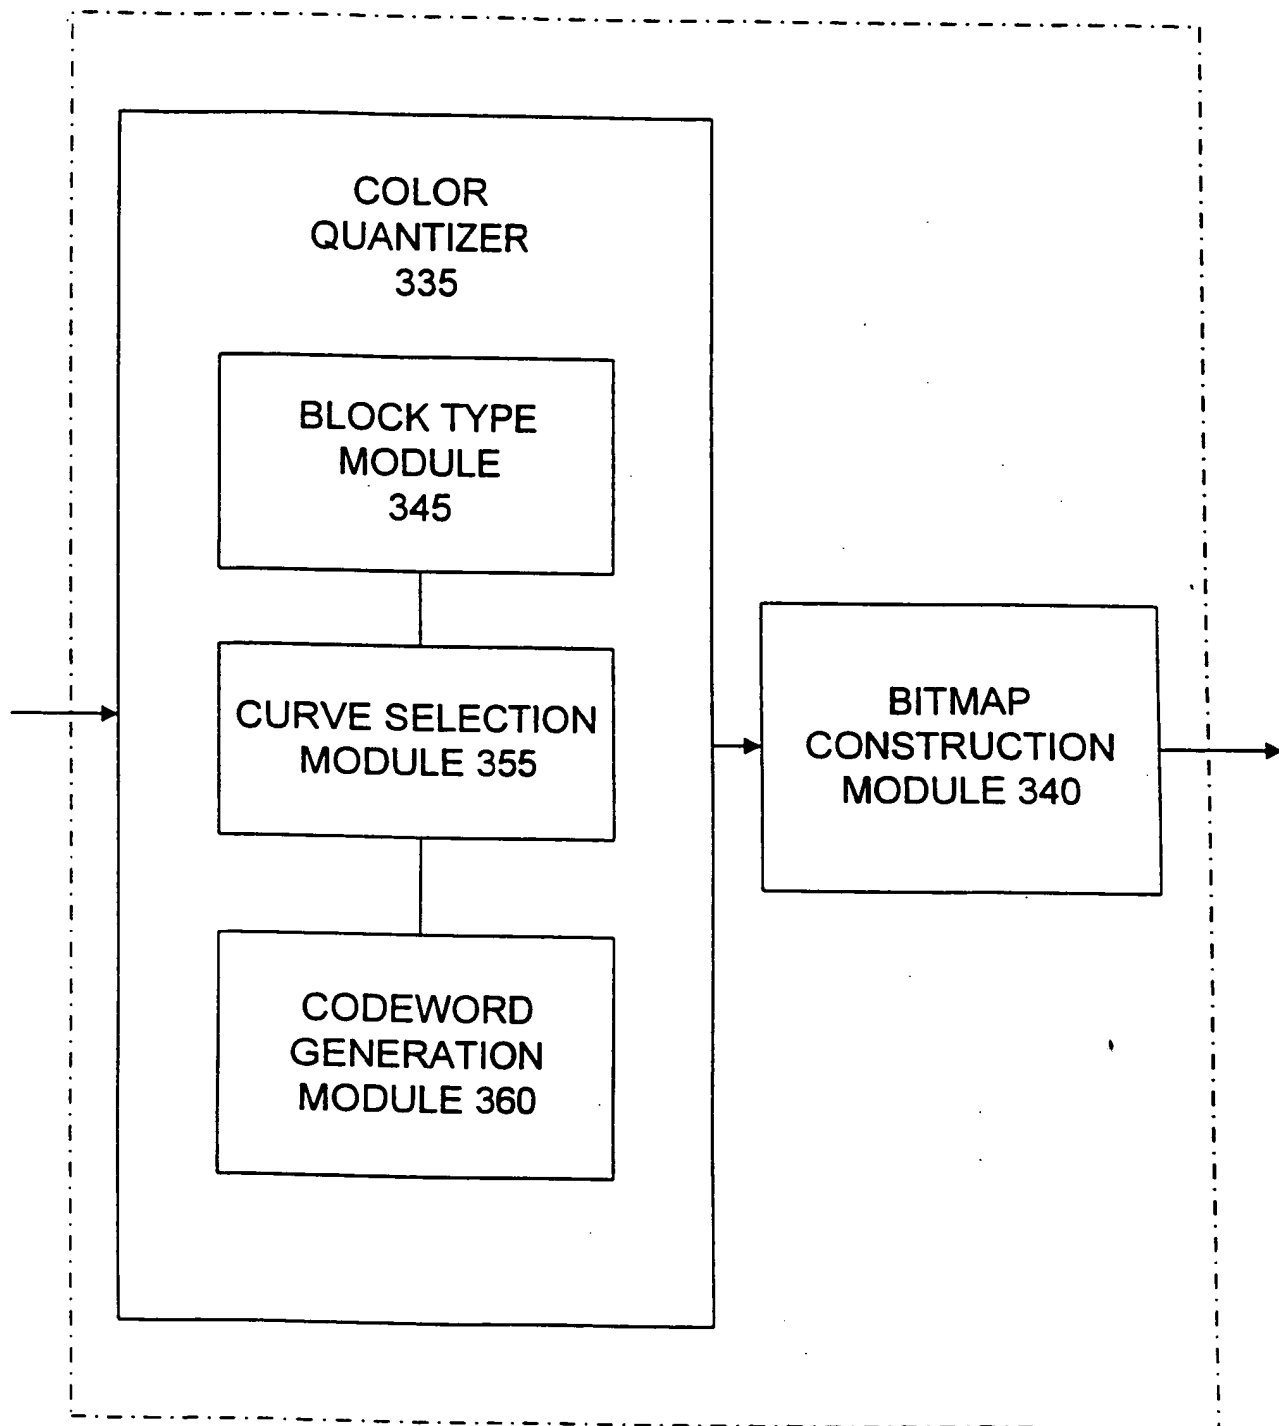 COLOR
QUANTIZER
335
BLOCK TYPE
MODULE
345
CURVE SELECTION
MODULE 355
CODEWORD
GENERATION
MODULE 360
BITMAP
CONSTRUCTION
MODULE 340